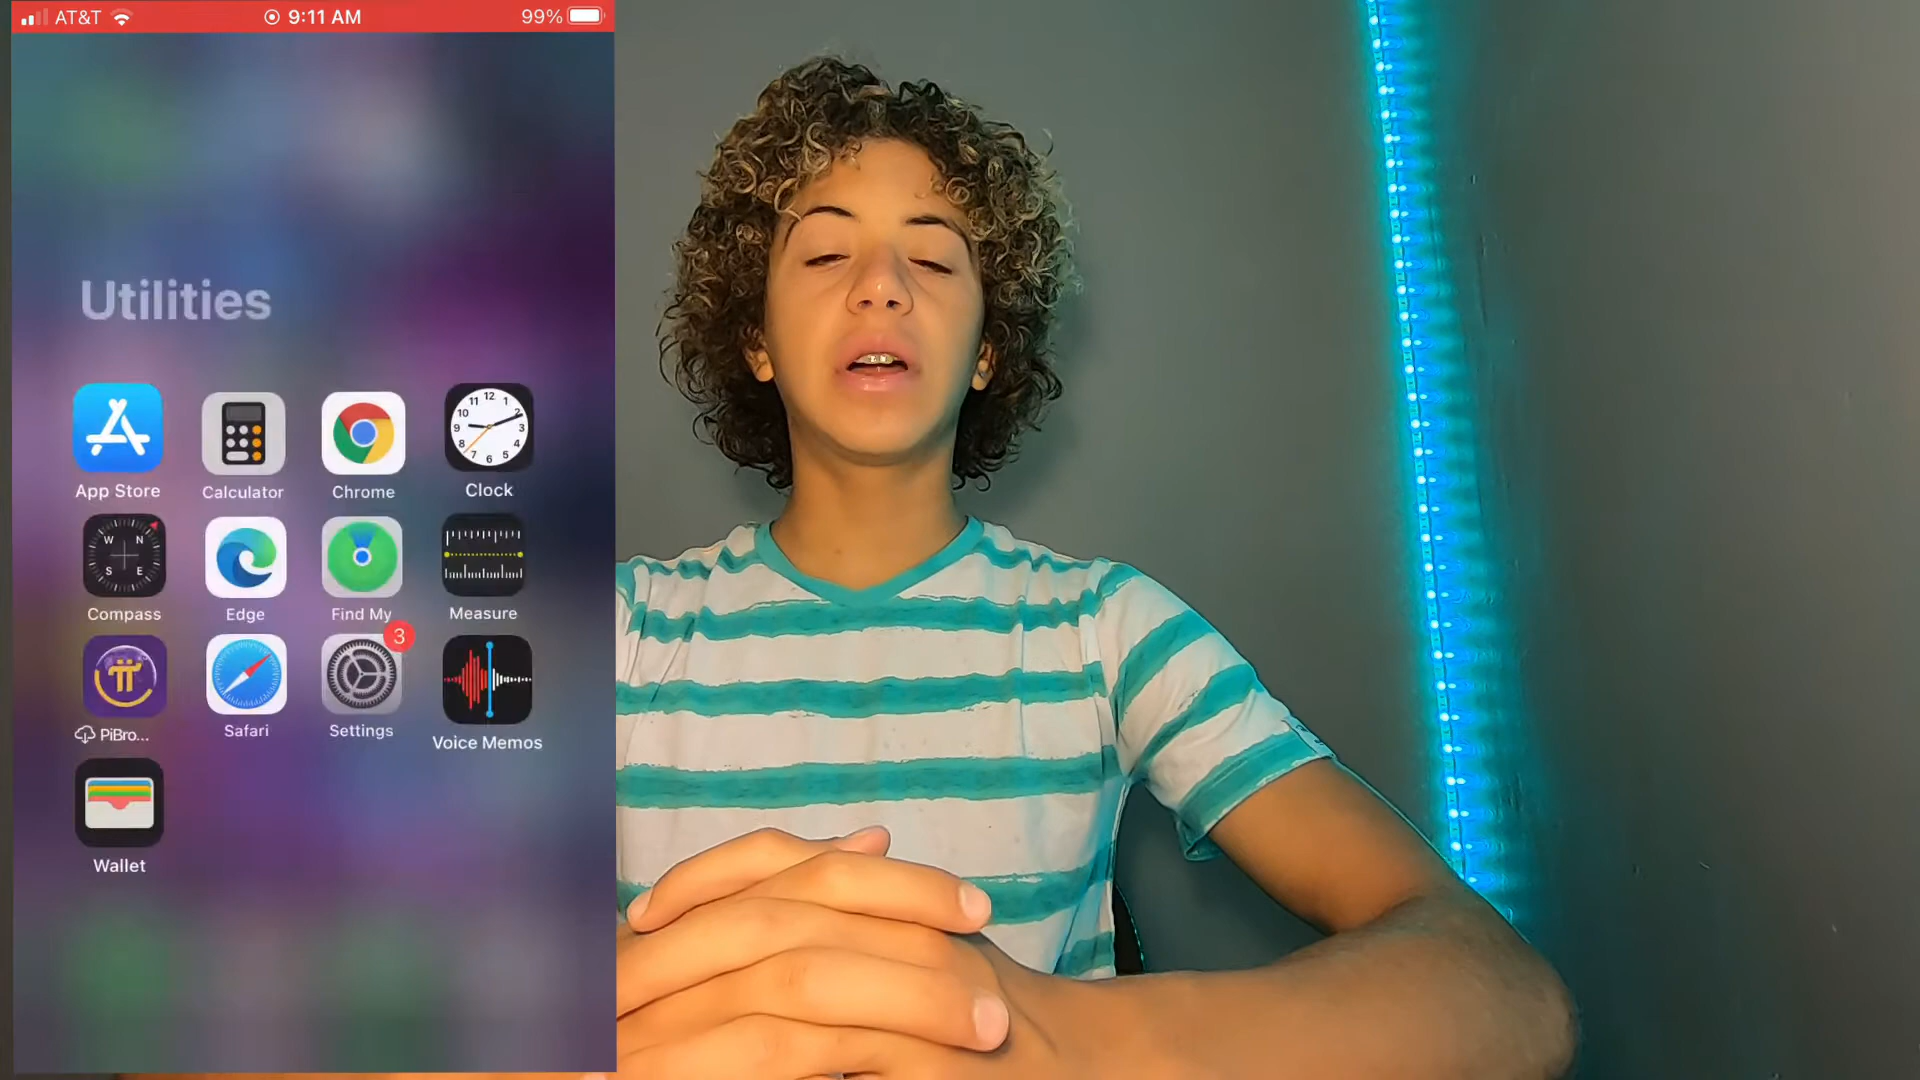 AT&T 9:11 AM 99%
Utilities
App Store Calculator Chrome Clock
Compass Edge Find My Measure
3
PiBro... Safari Settings Voice Memos
Wallet